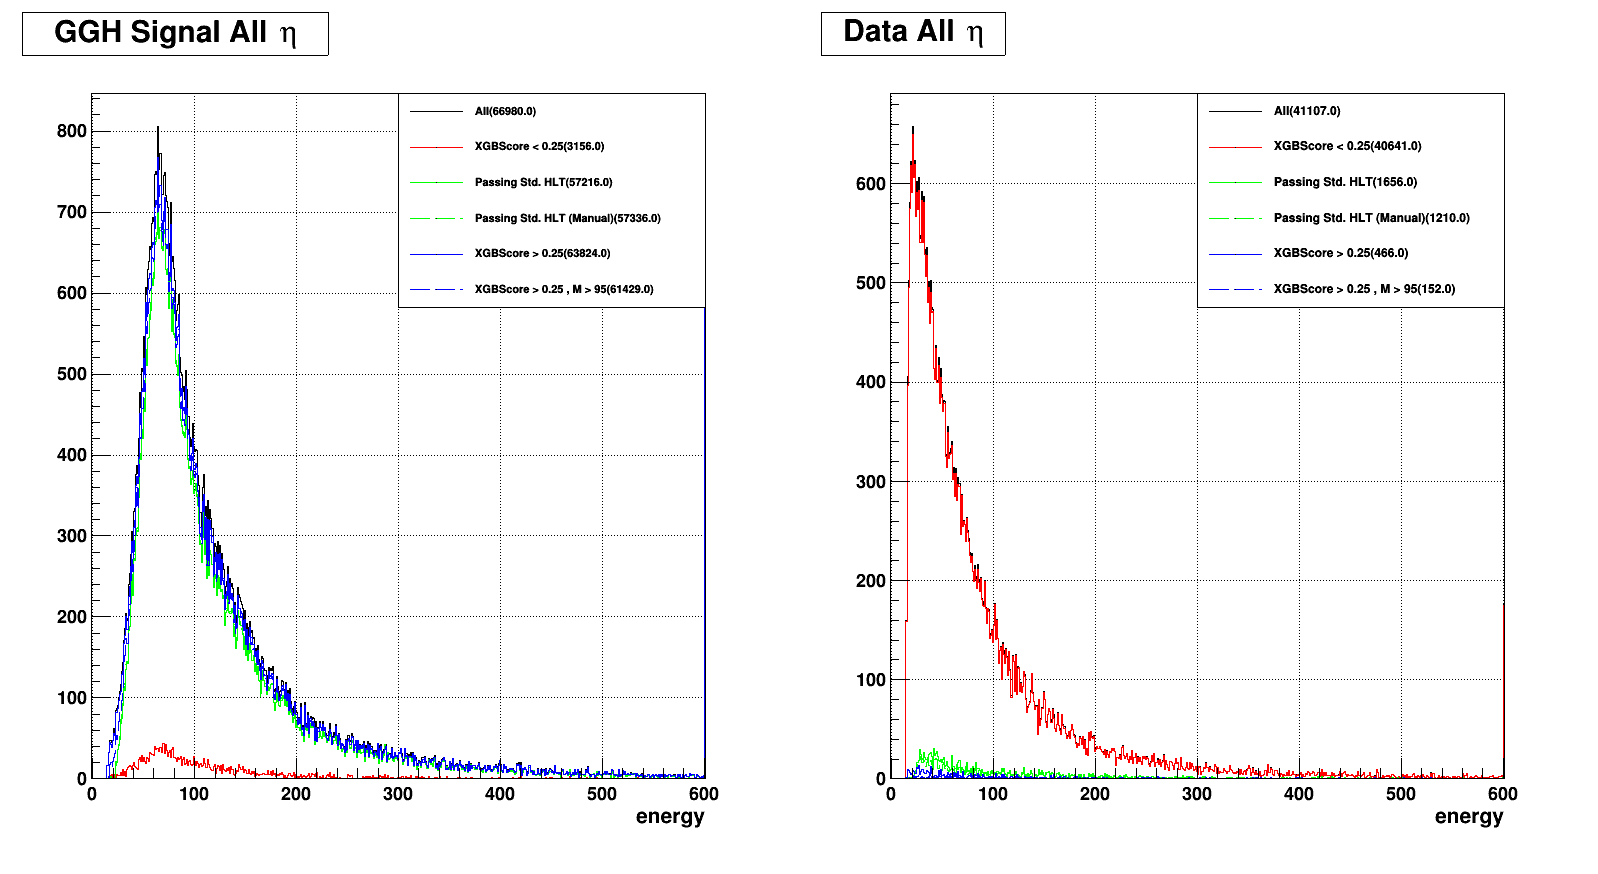 GGH Signal All η
All(66980.0)
XGBScore < 0.25(3156.0)
Passing Std. HLT(57216.0)
Passing Std. HLT (Manual)(57336.0)
XGBScore > 0.25(63824.0)
XGBScore > 0.25 , M > 95(61429.0)
800
700
600
500
400
300
200
100
0
0 100 200 300 400 500 600
energy
Data All η
All(41107.0)
XGBScore < 0.25(40641.0)
Passing Std. HLT(1656.0)
Passing Std. HLT (Manual)(1210.0)
XGBScore > 0.25(466.0)
XGBScore > 0.25 , M > 95(152.0)
600
500
400
300
200
100
0
0 100 200 300 400 500 600
energy